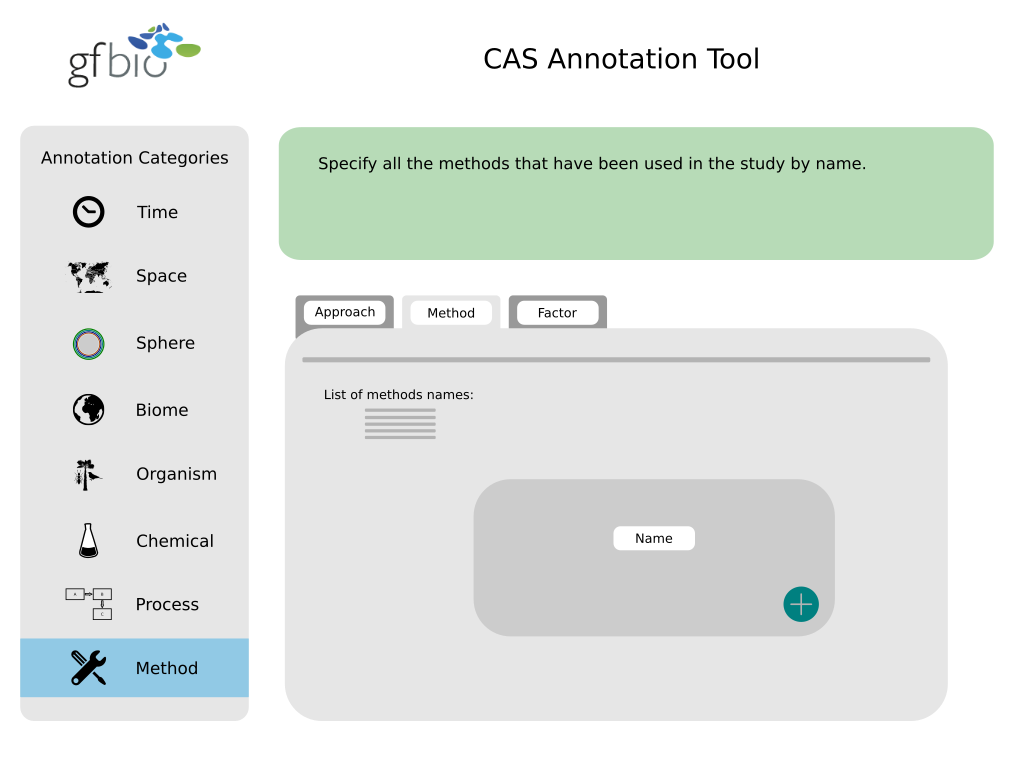 gfbio
CAS Annotation Tool
Annotation Categories
Time
Space
Sphere
Biome
Organism
Chemical
A
B
C
Process
Method
Specify all the methods that have been used in the study by name.
Approach
Method
Factor
List of methods names:
Name